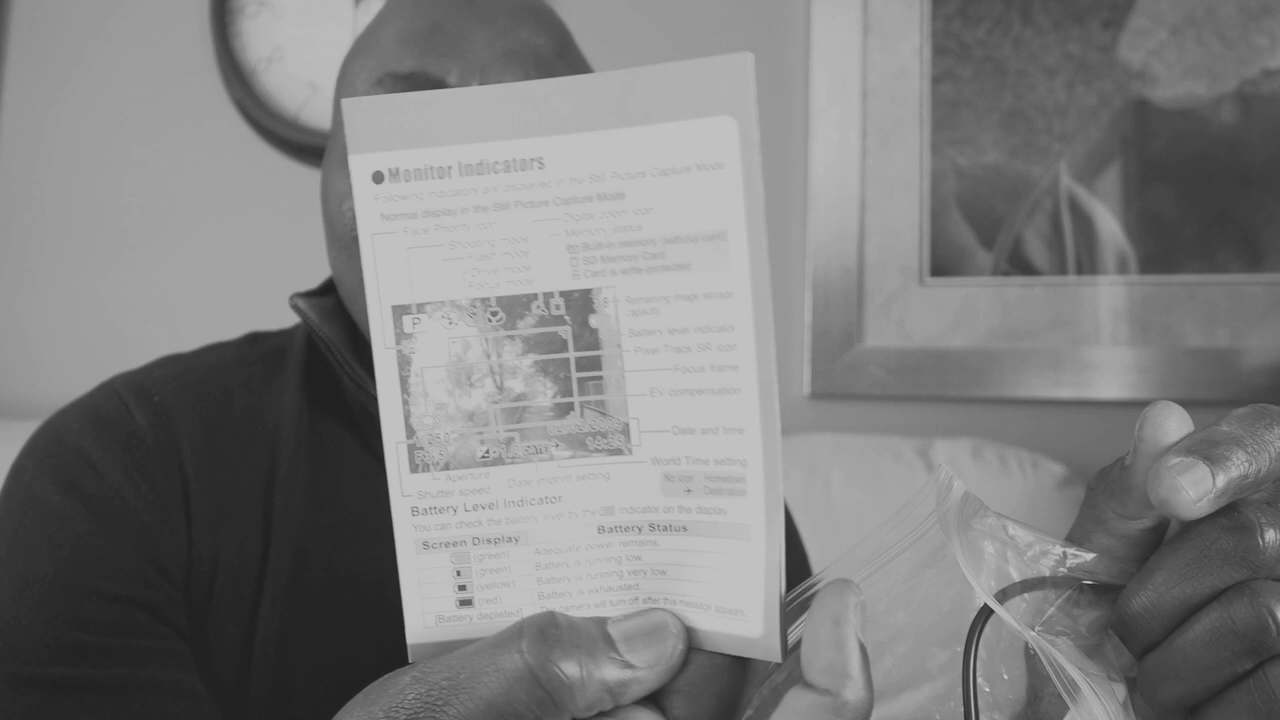 ●Monitor Indicators
Following indicators are displayed in the Still Picture Capture Mode.
Normal display in the Still Picture Capture Mode
Face Priority icon
Digital zoom icon
Shooting mode
Memory status
Flash mode
Built-in memory (without card)
Drive mode
SD Memory Card
Focus mode
Card is write-protected
Remaining image storage
capacity
P
Battery level indicator
Pixel Track SR icon
Focus frame
EV compensation
Date and time
14:25
DATE
World Time setting
Aperture
Date imprint setting
No icon Hometown
Shutter speed
Destination
Battery Level Indicator
You can check the battery level by the indicator on the display.
Screen Display
Battery Status
(green)
Adequate power remains.
(green)
Battery is running low.
(yellow)
Battery is running very low.
(red)
Battery is exhausted.
[Battery depleted]
The camera will turn off after this message appears.